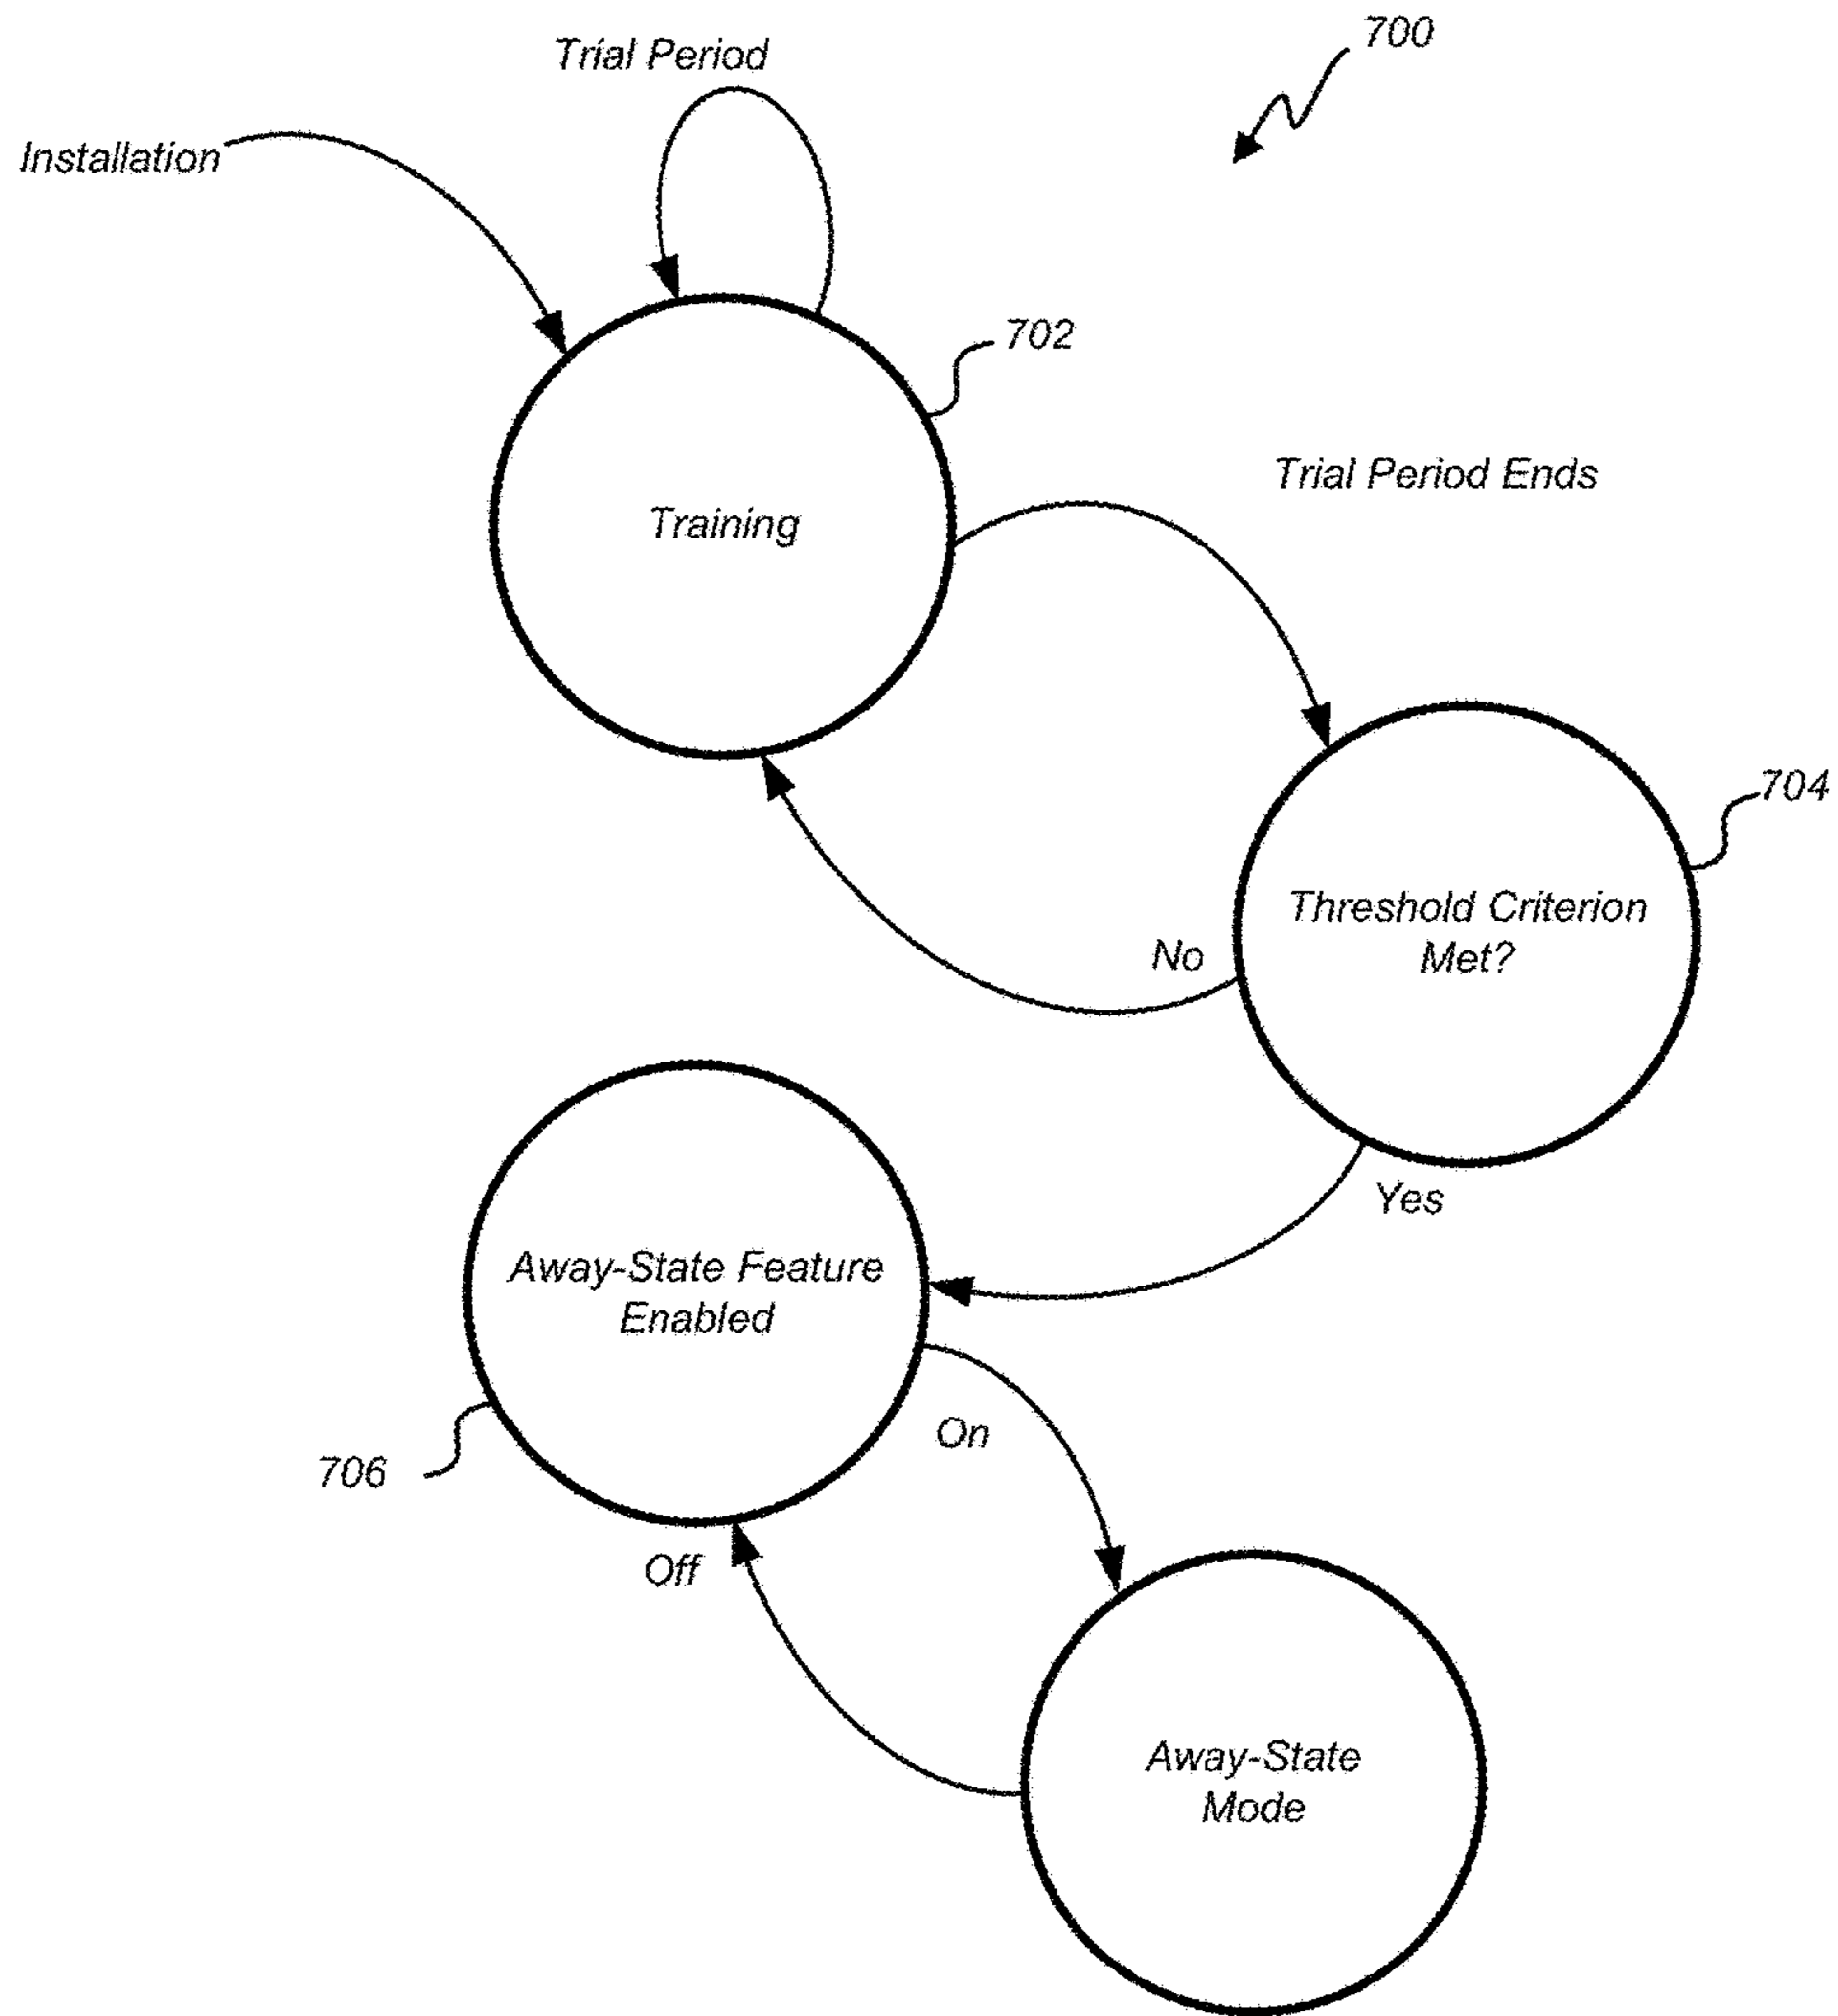 700
Trial Period
Installation
702
Trial Period Ends
Training
704
Threshold Criterion
Met?
No
Yes
Away-State Feature
Enabled
On
706
Off
Away-State
Mode